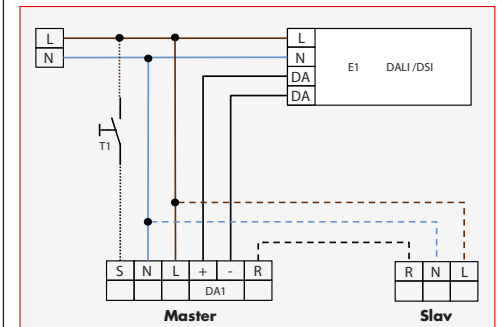 L
N
L
N
DA
DA
E1 DALI /DSI
T1
S N L + - R
DA1
R N L
Master
Slav